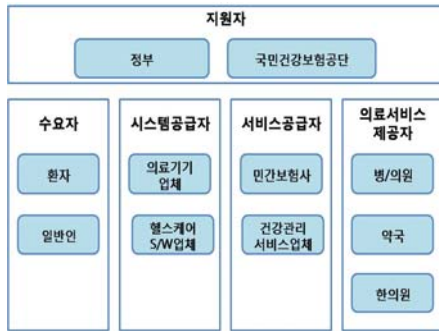 지원자
정부
국민건강보험공단
수요자
환자
일반인
시스템공급자
의료기기
업체
헬스케어
S/W업체
서비스공급자
민간보험사
건강관리
서비스업체
의료서비스
제공자
병/의원
약국
한의원